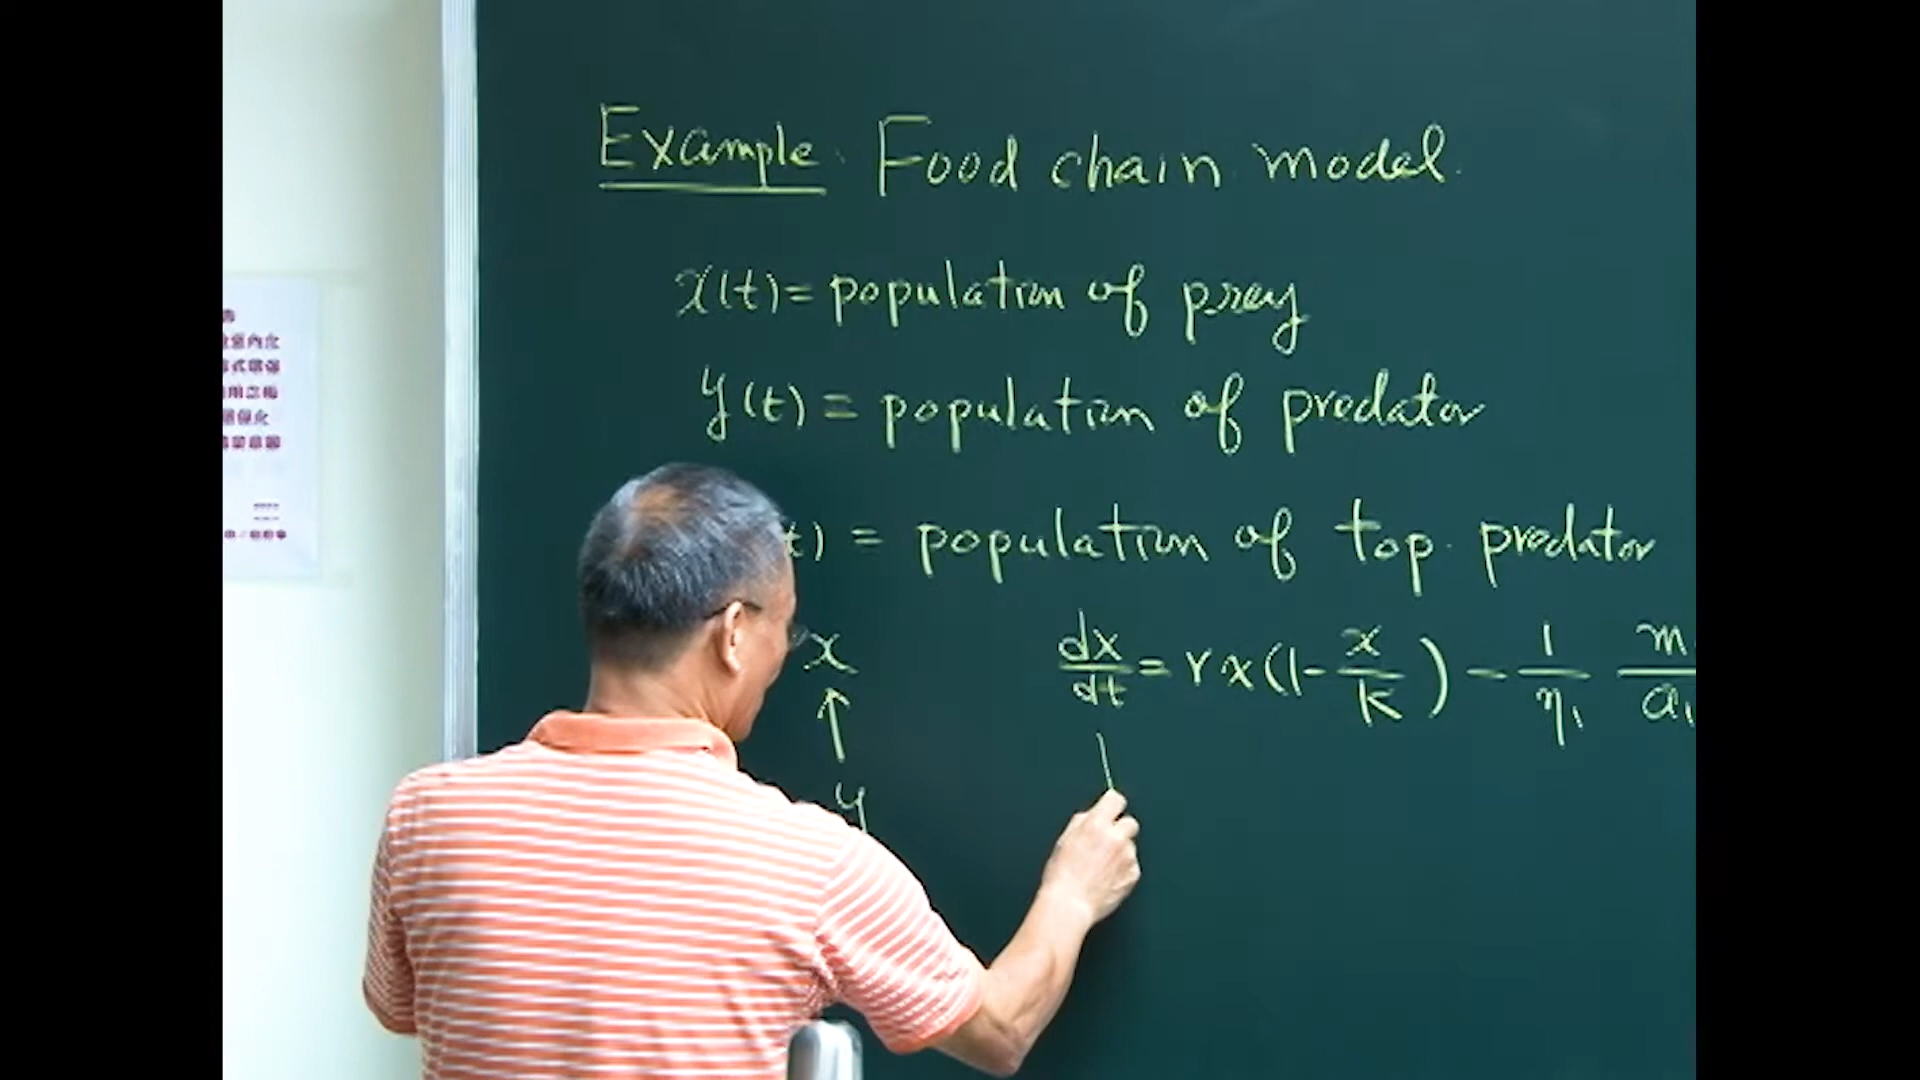 Example. Food chain model.
x(t) = population of prey
y(t) = population of predator
t) = population of top predator
x
↑
y
dx/dt = rx(1 - x/K) - 1/η₁ m₁/a₁